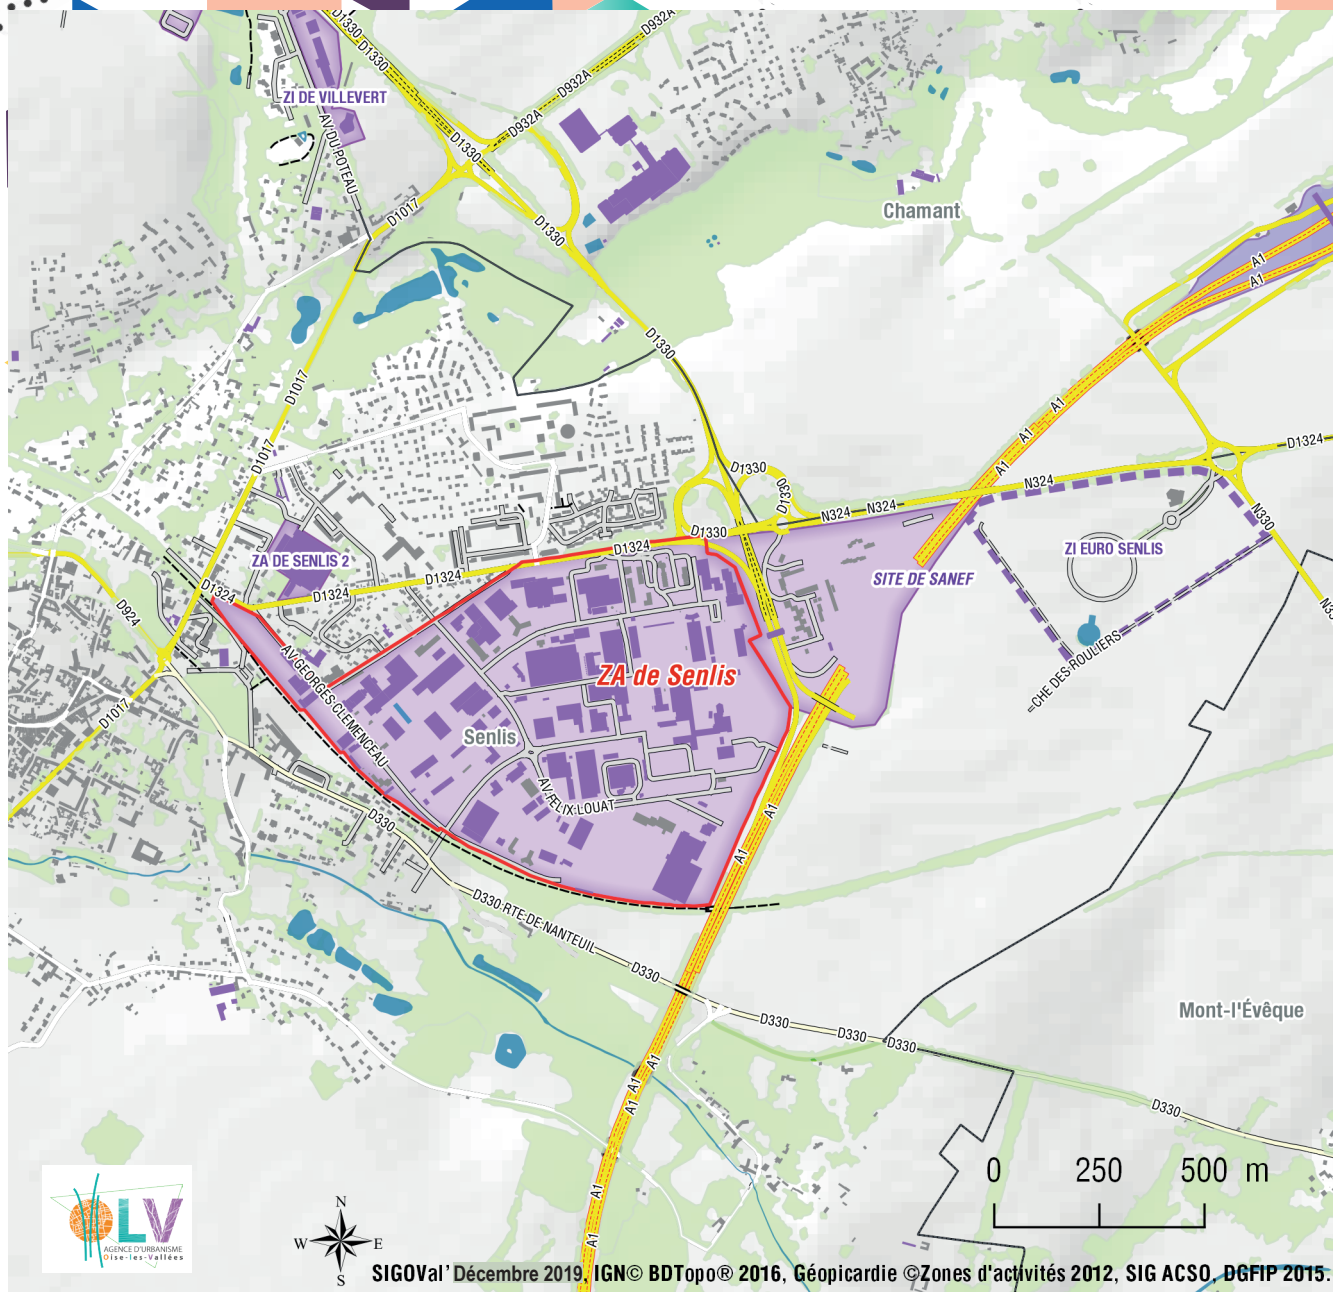 D1330
D932A
D1330
D932A
ZI DE VILLEVERT
D932A
AV DU POTEAU
D1330
D1017
Chamant
D1330
A1
A1
D1330
D1017
A1
A1
D1017
D1324
D1330
A1
D1330
N324
N324
N324
N330
D1330
D1324
ZA DE SENLIS 2
ZI EURO SENLIS
D1324
SITE DE SANEF
D1324
D1324
D924
AV GEORGES CLEMENCEAU
CHE DES ROULIERS
ZA de Senlis
D1017
Senlis
AV FELIX LOUAT
A1
D330
A1
D330 RTE DE NANTEUIL
D330
Mont-l'Évêque
D330
D330
D330
A1
A1
A1
D330
0 250 500 m
A1
N
W E
S
A1
LV
AGENCE D'URBANISME
Oise-les-Vallées
SIGOVal' Décembre 2019, IGN© BDTopo® 2016, Géopicardie ©Zones d'activités 2012, SIG ACSO, DGFIP 2015.